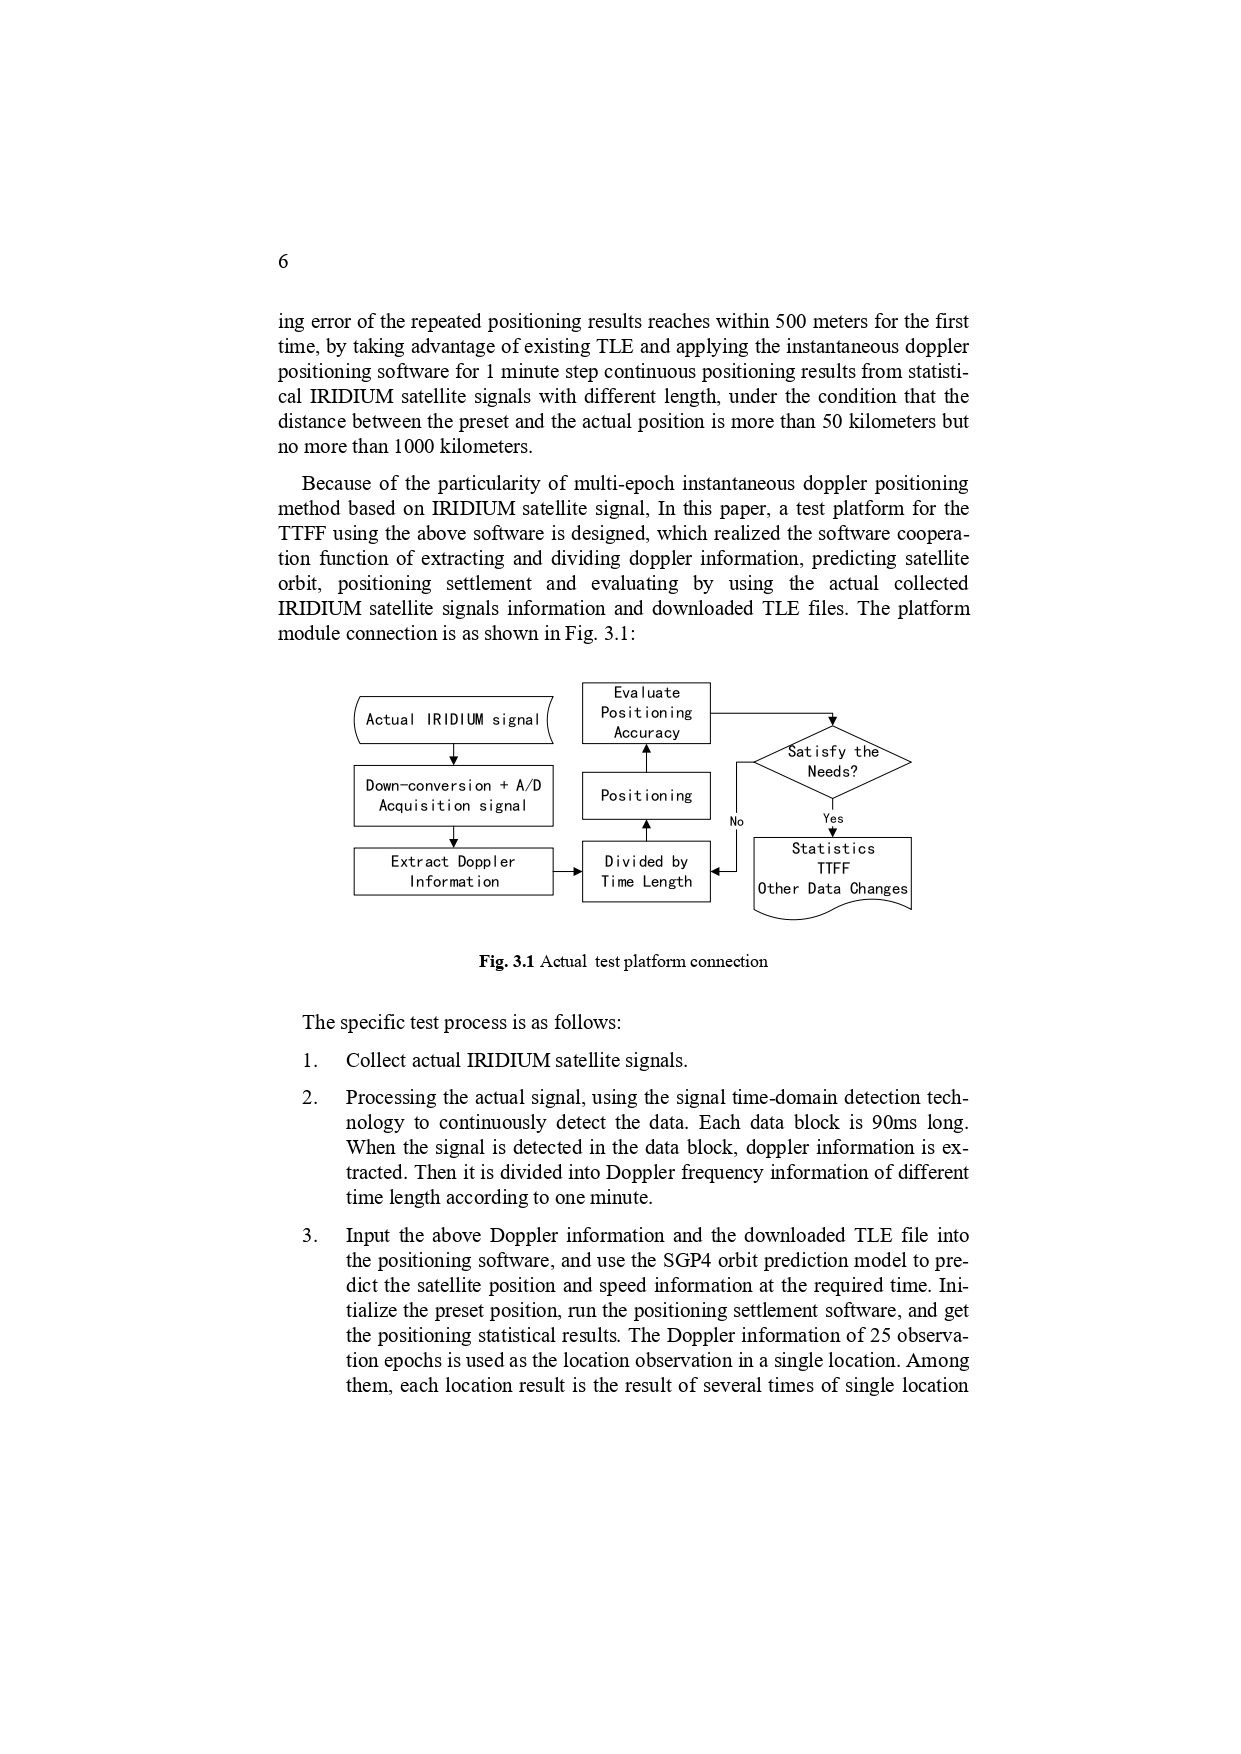 6
ing error of the repeated positioning results reaches within 500 meters for the first
time, by taking advantage of existing TLE and applying the instantaneous doppler
positioning software for 1 minute step continuous positioning results from statisti-
cal IRIDIUM satellite signals with different length, under the condition that the
distance between the preset and the actual position is more than 50 kilometers but
no more than 1000 kilometers.
Because of the particularity of multi-epoch instantaneous doppler positioning
method based on IRIDIUM satellite signal, In this paper, a test platform for the
TTFF using the above software is designed, which realized the software coopera-
tion function of extracting and dividing doppler information, predicting satellite
orbit, positioning settlement and evaluating by using the actual collected
IRIDIUM satellite signals information and downloaded TLE files. The platform
module connection is as shown in Fig. 3.1:
Actual IRIDIUM signal
Down-conversion + A/D
Acquisition signal
Extract Doppler
Information
Divided by
Time Length
Positioning
Evaluate
Positioning
Accuracy
Satisfy the
Needs?
No
Yes
Statistics
TTFF
Other Data Changes
Fig. 3.1 Actual test platform connection
The specific test process is as follows:
1. Collect actual IRIDIUM satellite signals.
2. Processing the actual signal, using the signal time-domain detection tech-
nology to continuously detect the data. Each data block is 90ms long.
When the signal is detected in the data block, doppler information is ex-
tracted. Then it is divided into Doppler frequency information of different
time length according to one minute.
3. Input the above Doppler information and the downloaded TLE file into
the positioning software, and use the SGP4 orbit prediction model to pre-
dict the satellite position and speed information at the required time. Ini-
tialize the preset position, run the positioning settlement software, and get
the positioning statistical results. The Doppler information of 25 observa-
tion epochs is used as the location observation in a single location. Among
them, each location result is the result of several times of single location